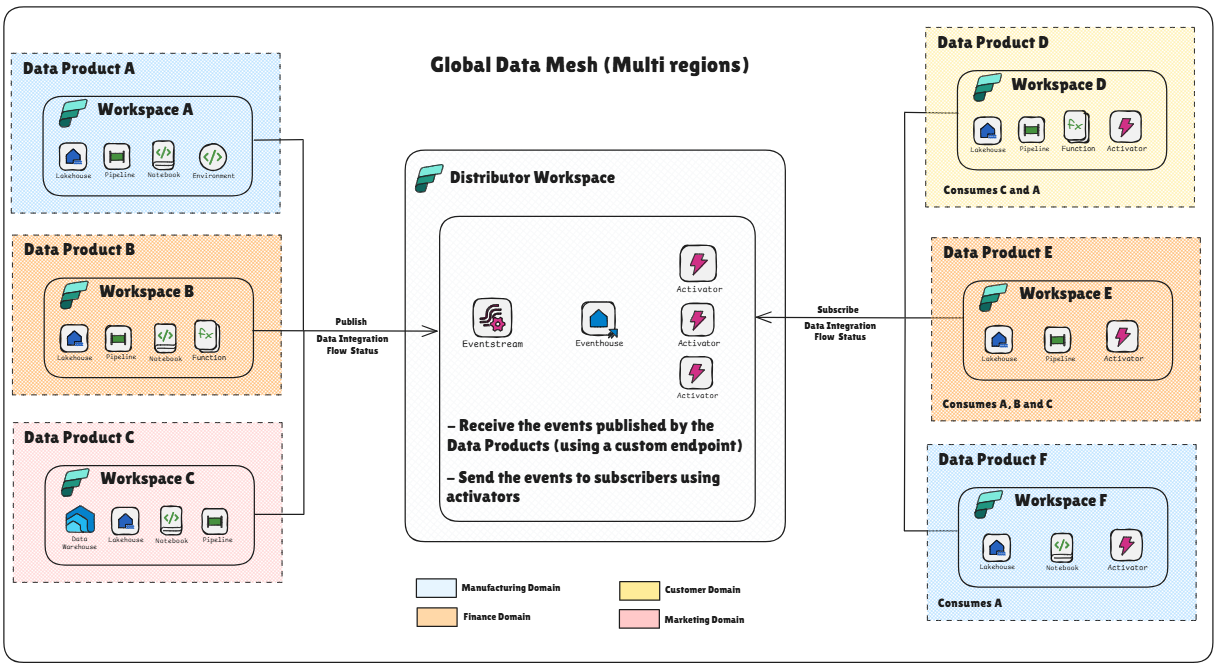 Global Data Mesh (Multi regions)
Data Product A
Workspace A
Lakehouse
Pipeline
Notebook
Environment
Data Product B
Workspace B
Lakehouse
Pipeline
Notebook
Function
Data Product C
Workspace C
Data
Warehouse
Lakehouse
Notebook
Pipeline
Publish
Data Integration
Flow Status
Distributor Workspace
Eventstream
Eventhouse
Activator
Activator
Activator
– Receive the events published by the
Data Products (using a custom endpoint)
– Send the events to subscribers using
activators
Subscribe
Data Integration
Flow Status
Data Product D
Workspace D
Lakehouse
Pipeline
Function
Activator
Consumes C and A
Data Product E
Workspace E
Lakehouse
Pipeline
Activator
Consumes A, B and C
Data Product F
Workspace F
Lakehouse
Notebook
Activator
Consumes A
Manufacturing Domain
Finance Domain
Customer Domain
Marketing Domain